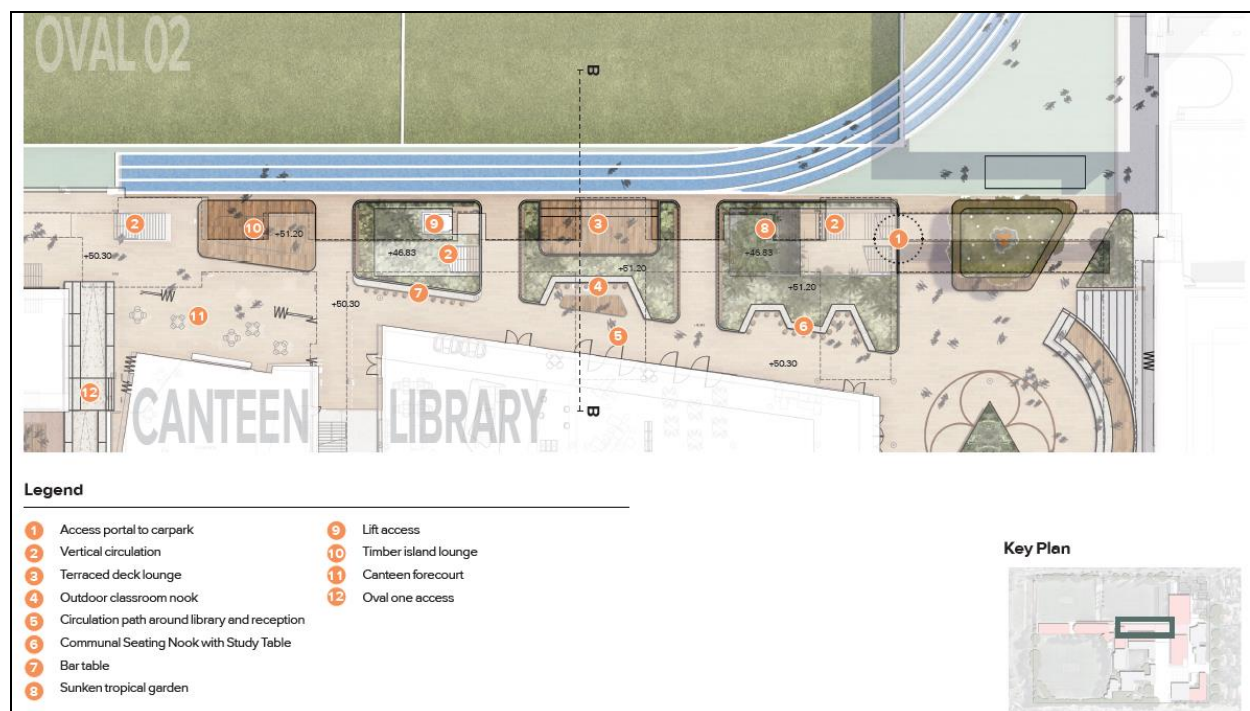 OVAL 02
B
2
10
+51.20
9
3
8
2
1
+50.30
+46.83
2
+51.20
+46.83
7
4
+51.20
+50.30
11
5
6
+50.30
12
CANTEEN
LIBRARY
B
Legend
1 Access portal to carpark
2 Vertical circulation
3 Terraced deck lounge
4 Outdoor classroom nook
5 Circulation path around library and reception
6 Communal Seating Nook with Study Table
7 Bar table
8 Sunken tropical garden
9 Lift access
10 Timber island lounge
11 Canteen forecourt
12 Oval one access
Key Plan